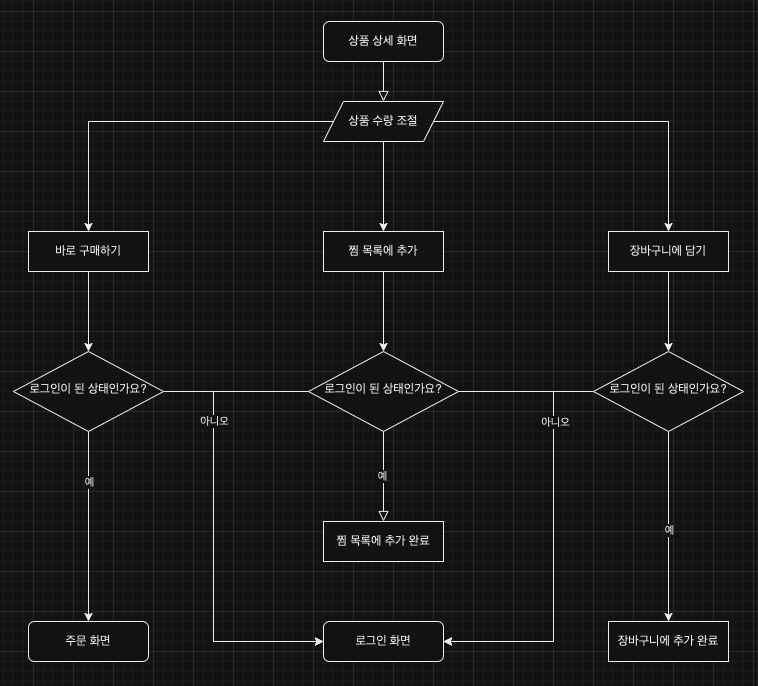 상품 상세 화면
상품 수량 조절
바로 구매하기
찜 목록에 추가
장바구니에 담기
로그인이 된 상태인가요?
로그인이 된 상태인가요?
로그인이 된 상태인가요?
아니오
아니오
예
예
예
찜 목록에 추가 완료
주문 화면
로그인 화면
장바구니에 추가 완료